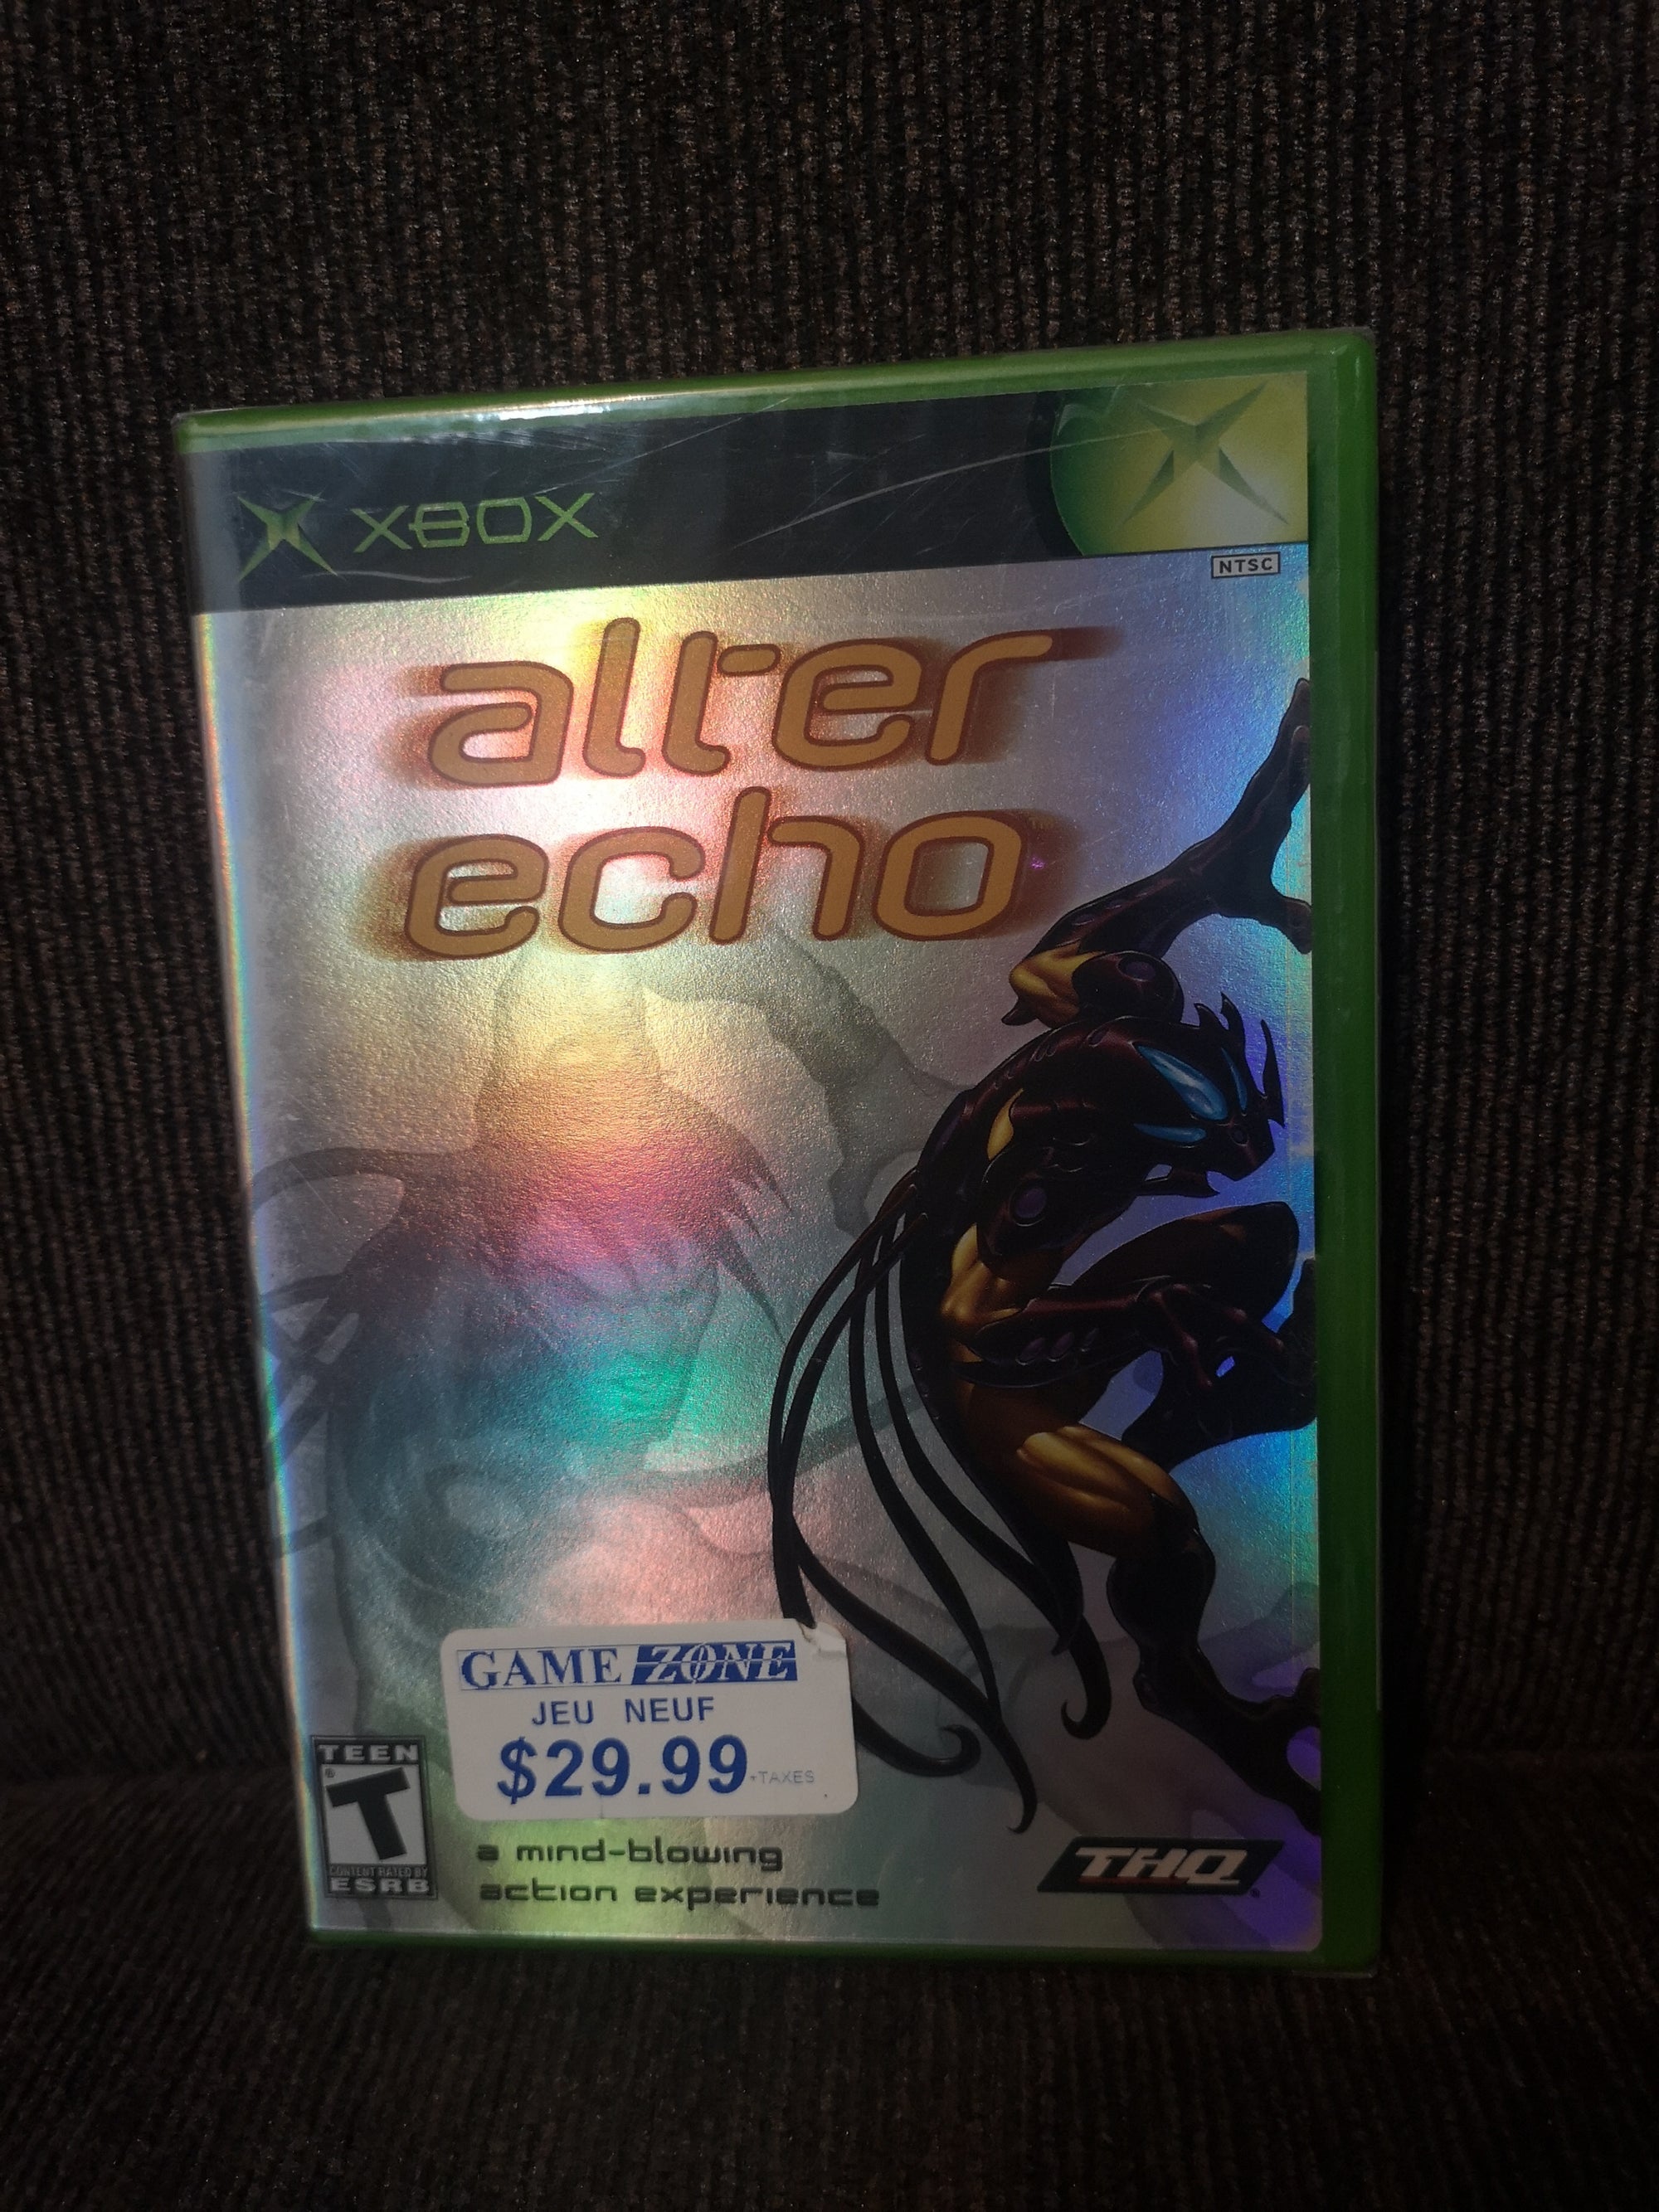 XBOX
NTSC
alter
echo
GAME ZONE
JEU NEUF
$29.99 +TAXES
TEEN
T
CONTENT RATED BY
ESRB
a mind-blowing
action experience
THQ